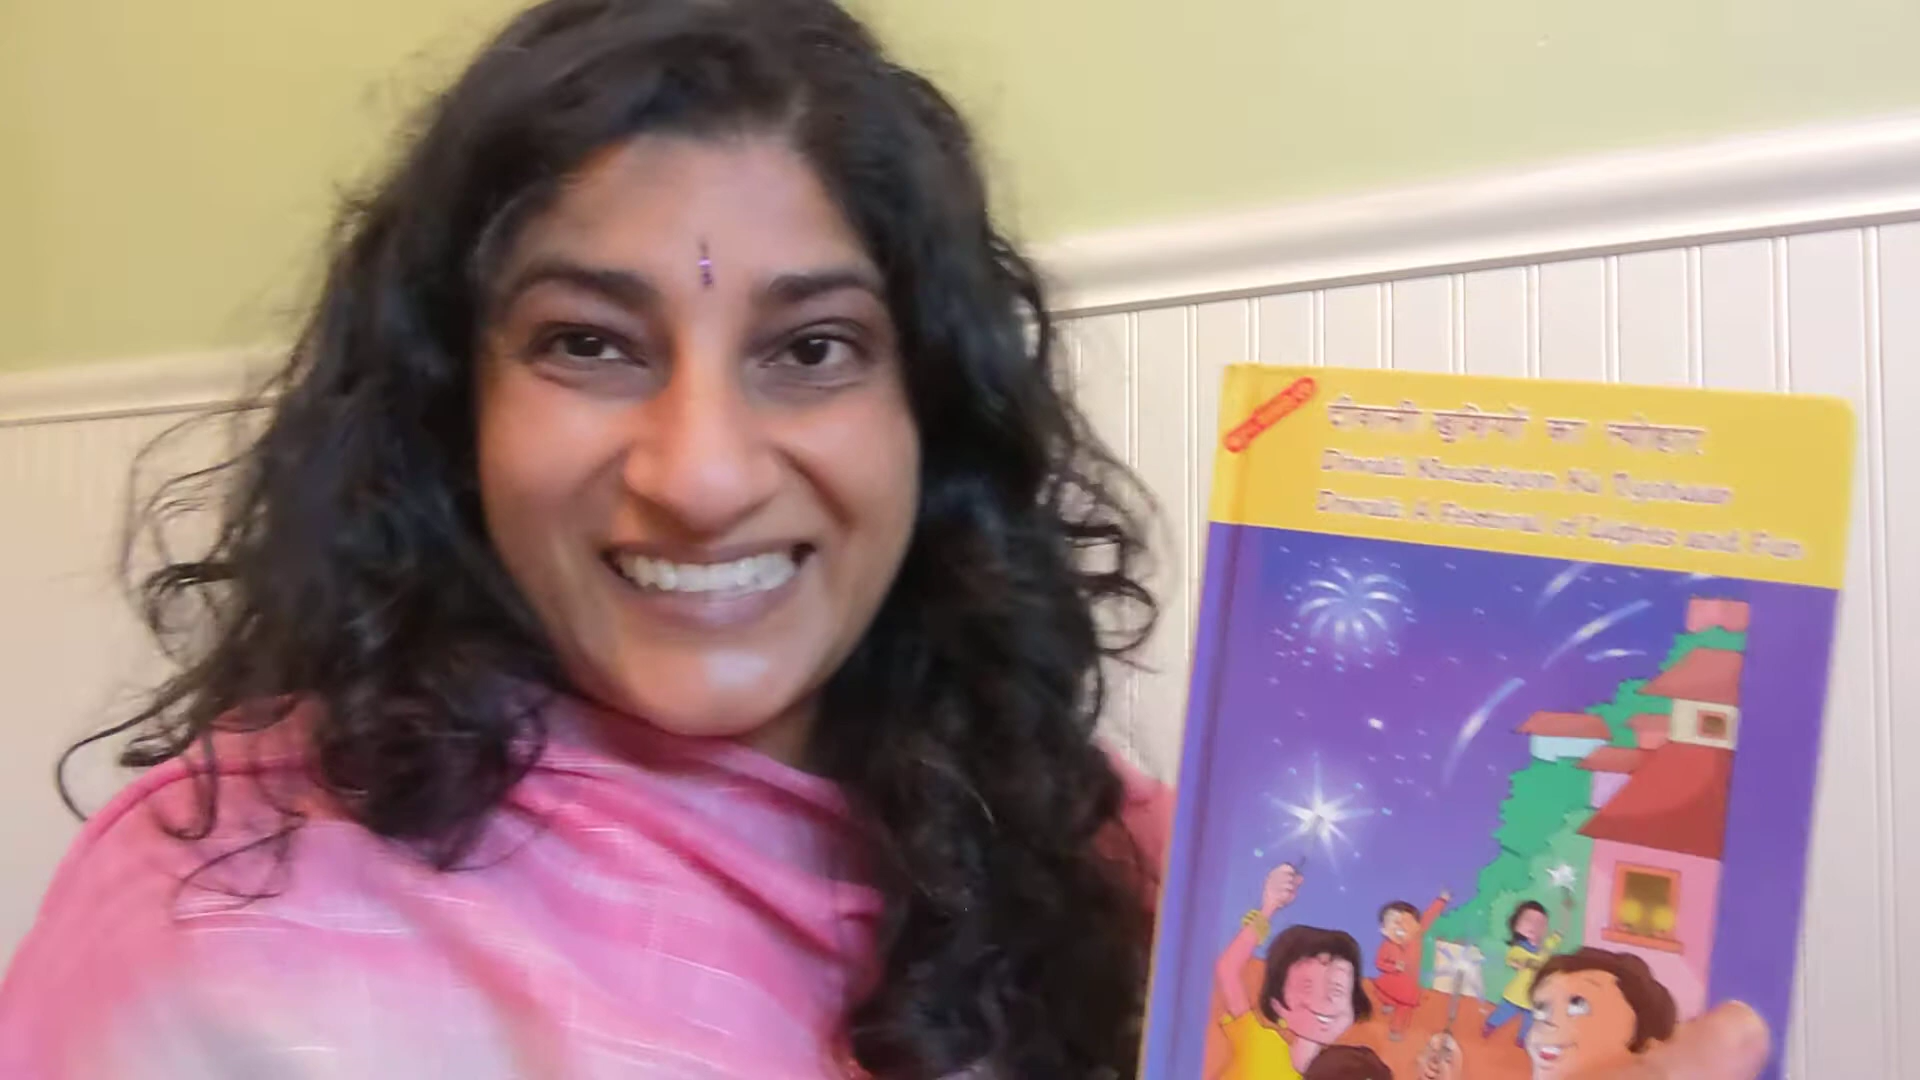 दीवाली खुशियों का त्योहार
Diwali: Khushiyon Ka Tyohaar
Diwali: A Festival of Lights and Fun